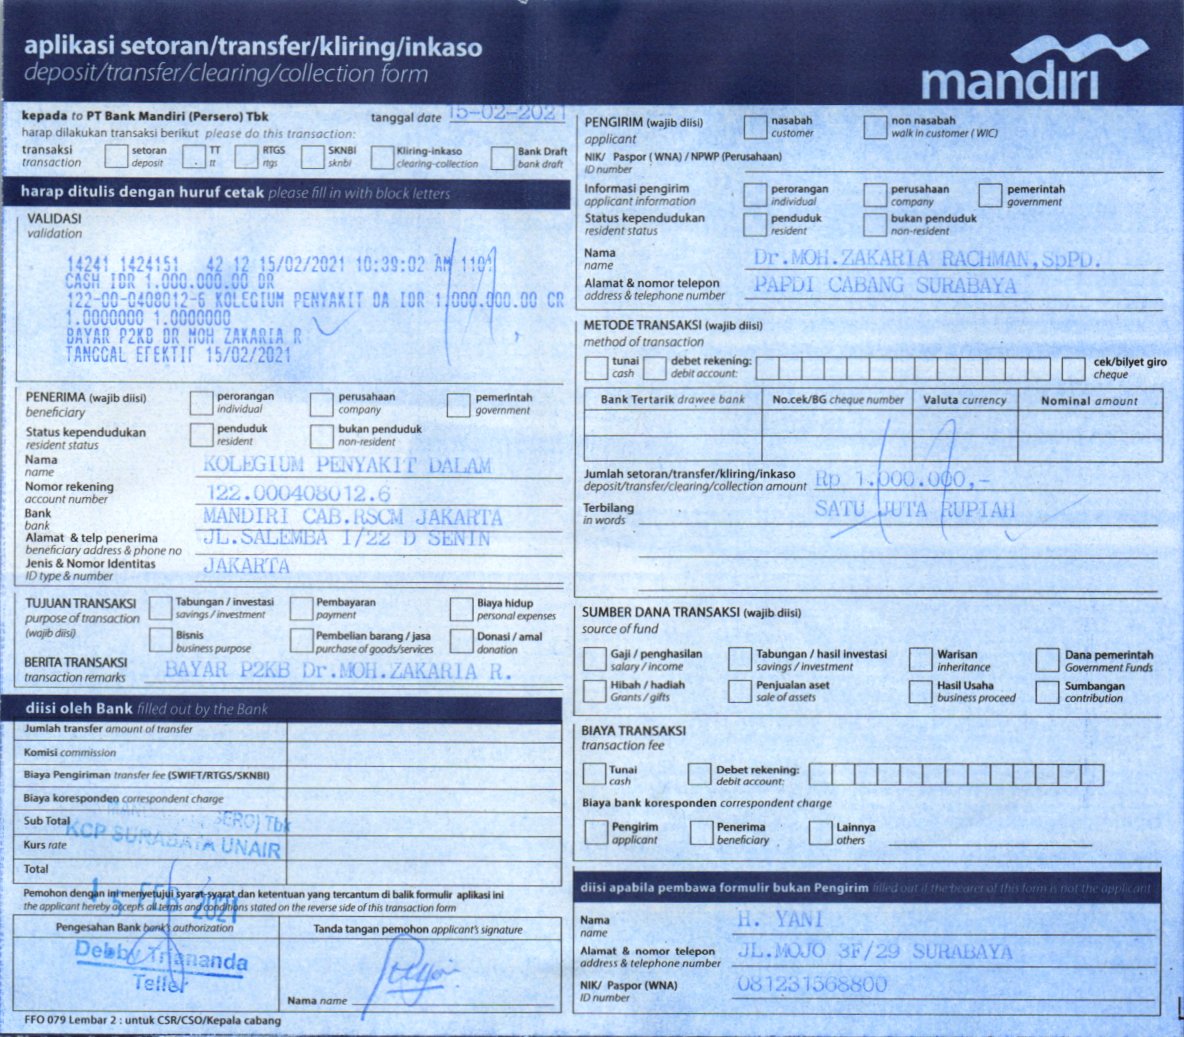 aplikasi setoran/transfer/kliring/inkaso
deposit/transfer/clearing/collection form
mandiri
kepada to PT Bank Mandiri (Persero) Tbk
tanggal date 15-02-2021
harap dilakukan transaksi berikut please do this transaction:
transaksi transaction
setoran deposit
TT tt
RTGS rtgs
SKNBI sknbi
Kliring-inkaso clearing-collection
Bank Draft bank draft
harap ditulis dengan huruf cetak please fill in with block letters
VALIDASI
validation
14241 1424151 42 12 15/02/2021 10:39:02 AM 1101
CASH IDR 1.000.000.00 DR
122-00-0408012-6 KOLEGIUM PENYAKIT DA IDR 1,000.000.00 CR
1.0000000 1.0000000
BAYAR P2KB DR MOH ZAKARIA R
TANGGAL EFEKTIF 15/02/2021
PENERIMA (wajib diisi)
beneficiary
perorangan individual
perusahaan company
pemerintah government
Status kependudukan
resident status
penduduk resident
bukan penduduk non-resident
Nama name KOLEGIUM PENYAKIT DALAM
Nomor rekening account number 122.000408012.6
Bank bank MANDIRI CAB.RSCM JAKARTA
Alamat & telp penerima JL.SALEMBA I/22 D SENIN
beneficiary address & phone no
Jenis & Nomor Identitas JAKARTA
ID type & number
TUJUAN TRANSAKSI
purpose of transaction
(wajib diisi)
Tabungan / investasi savings / investment
Pembayaran payment
Biaya hidup personal expenses
Bisnis business purpose
Pembelian barang / jasa purchase of goods/services
Donasi / amal donation
BERITA TRANSAKSI
transaction remarks BAYAR P2KB Dr.MOH.ZAKARIA R.
diisi oleh Bank filled out by the Bank
Jumlah transfer amount of transfer
Komisi commission
Biaya Pengiriman transfer fee (SWIFT/RTGS/SKNBI)
Biaya koresponden correspondent charge
Sub Total
Kurs rate
Total
SERO) Tbk
KCP SURABAYA UNAIR
15 FEB 2021
Pemohon dengan ini menyetujui syarat-syarat dan ketentuan yang tercantum di balik formulir aplikasi ini
the applicant hereby accepts all terms and conditions stated on the reverse side of this transaction form
Pengesahan Bank bank's authorization
Tanda tangan pemohon applicant's signature
Debby Triananda
Teller
Nama name
FFO 079 Lembar 2 : untuk CSR/CSO/Kepala cabang
PENGIRIM (wajib diisi)
applicant
nasabah customer
non nasabah walk in customer ( WIC)
NIK/ Paspor ( WNA) / NPWP (Perusahaan)
ID number
Informasi pengirim
applicant information
perorangan individual
perusahaan company
pemerintah government
Status kependudukan
resident status
penduduk resident
bukan penduduk non-resident
Nama name Dr.MOH.ZAKARIA RACHMAN,SbPD.
Alamat & nomor telepon PAPDI CABANG SURABAYA
address & telephone number
METODE TRANSAKSI (wajib diisi)
method of transaction
tunai cash
debet rekening: debit account:
cek/bilyet giro cheque
Bank Tertarik drawee bank
No.cek/BG cheque number
Valuta currency
Nominal amount
Jumlah setoran/transfer/kliring/inkaso
deposit/transfer/clearing/collection amount Rp 1.000.000,-
Terbilang in words SATU JUTA RUPIAH
SUMBER DANA TRANSAKSI (wajib diisi)
source of fund
Gaji / penghasilan salary / income
Tabungan / hasil investasi savings / investment
Warisan inheritance
Dana pemerintah Government Funds
Hibah / hadiah Grants / gifts
Penjualan aset sale of assets
Hasil Usaha business proceed
Sumbangan contribution
BIAYA TRANSAKSI
transaction fee
Tunai cash
Debet rekening: debit account:
Biaya bank koresponden correspondent charge
Pengirim applicant
Penerima beneficiary
Lainnya others
diisi apabila pembawa formulir bukan Pengirim filled out if the bearer of this form is not the applicant
Nama name H. YANI
Alamat & nomor telepon JL.MOJO 3F/29 SURABAYA
address & telephone number
NIK/ Paspor (WNA) 081231568800
ID number